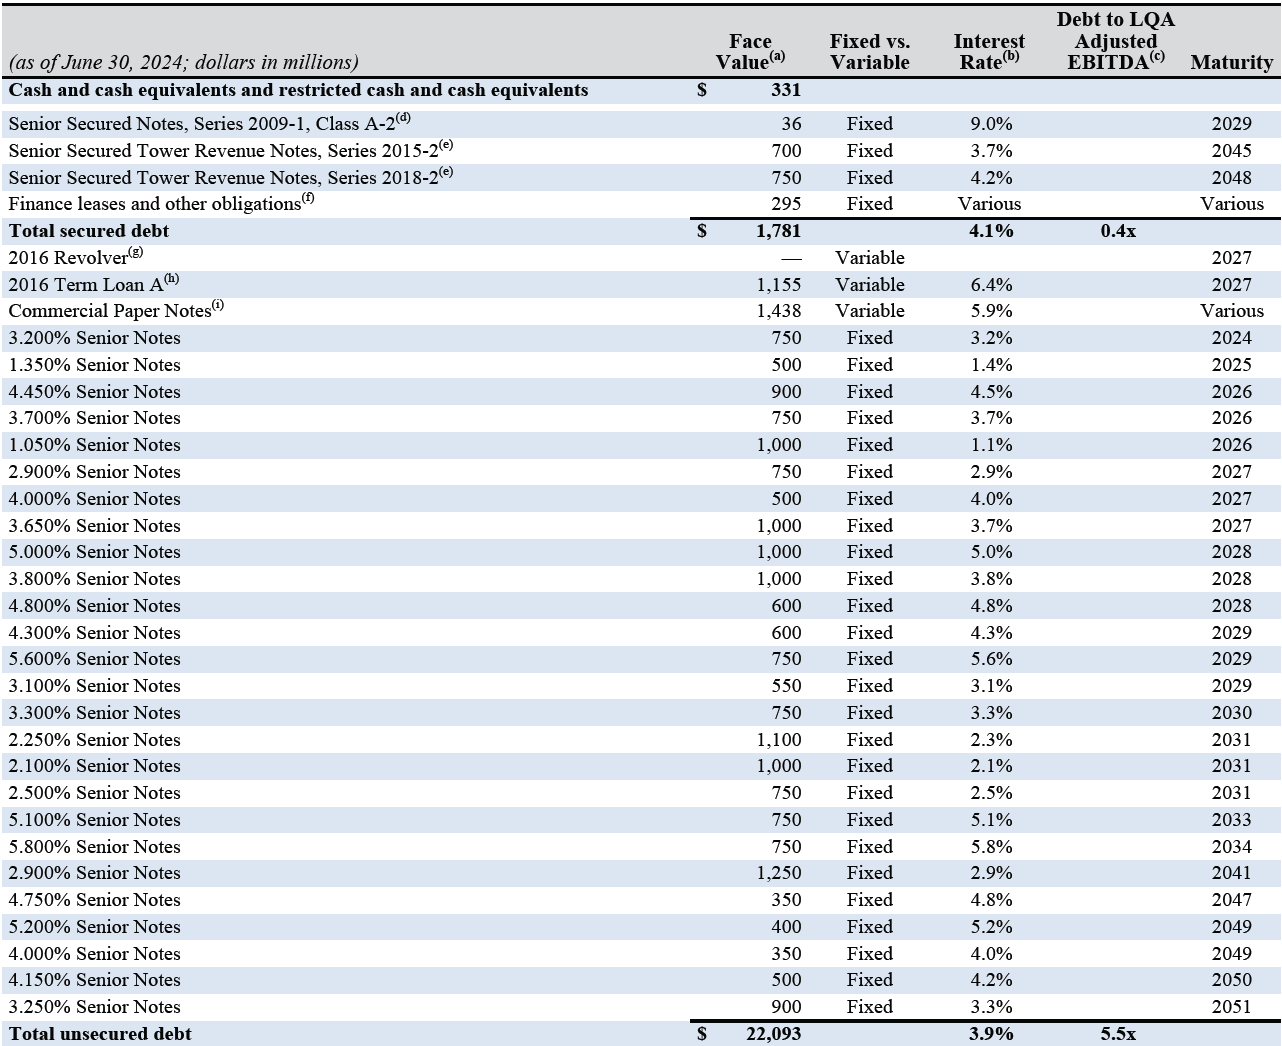 (as of June 30, 2024; dollars in millions) Face Value(a) Fixed vs. Variable Interest Rate(b) Debt to LQA Adjusted EBITDA(c) Maturity
Cash and cash equivalents and restricted cash and cash equivalents $ 331
Senior Secured Notes, Series 2009-1, Class A-2(d) 36 Fixed 9.0% 2029
Senior Secured Tower Revenue Notes, Series 2015-2(e) 700 Fixed 3.7% 2045
Senior Secured Tower Revenue Notes, Series 2018-2(e) 750 Fixed 4.2% 2048
Finance leases and other obligations(f) 295 Fixed Various Various
Total secured debt $ 1,781 4.1% 0.4x
2016 Revolver(g) — Variable 2027
2016 Term Loan A(h) 1,155 Variable 6.4% 2027
Commercial Paper Notes(i) 1,438 Variable 5.9% Various
3.200% Senior Notes 750 Fixed 3.2% 2024
1.350% Senior Notes 500 Fixed 1.4% 2025
4.450% Senior Notes 900 Fixed 4.5% 2026
3.700% Senior Notes 750 Fixed 3.7% 2026
1.050% Senior Notes 1,000 Fixed 1.1% 2026
2.900% Senior Notes 750 Fixed 2.9% 2027
4.000% Senior Notes 500 Fixed 4.0% 2027
3.650% Senior Notes 1,000 Fixed 3.7% 2027
5.000% Senior Notes 1,000 Fixed 5.0% 2028
3.800% Senior Notes 1,000 Fixed 3.8% 2028
4.800% Senior Notes 600 Fixed 4.8% 2028
4.300% Senior Notes 600 Fixed 4.3% 2029
5.600% Senior Notes 750 Fixed 5.6% 2029
3.100% Senior Notes 550 Fixed 3.1% 2029
3.300% Senior Notes 750 Fixed 3.3% 2030
2.250% Senior Notes 1,100 Fixed 2.3% 2031
2.100% Senior Notes 1,000 Fixed 2.1% 2031
2.500% Senior Notes 750 Fixed 2.5% 2031
5.100% Senior Notes 750 Fixed 5.1% 2033
5.800% Senior Notes 750 Fixed 5.8% 2034
2.900% Senior Notes 1,250 Fixed 2.9% 2041
4.750% Senior Notes 350 Fixed 4.8% 2047
5.200% Senior Notes 400 Fixed 5.2% 2049
4.000% Senior Notes 350 Fixed 4.0% 2049
4.150% Senior Notes 500 Fixed 4.2% 2050
3.250% Senior Notes 900 Fixed 3.3% 2051
Total unsecured debt $ 22,093 3.9% 5.5x